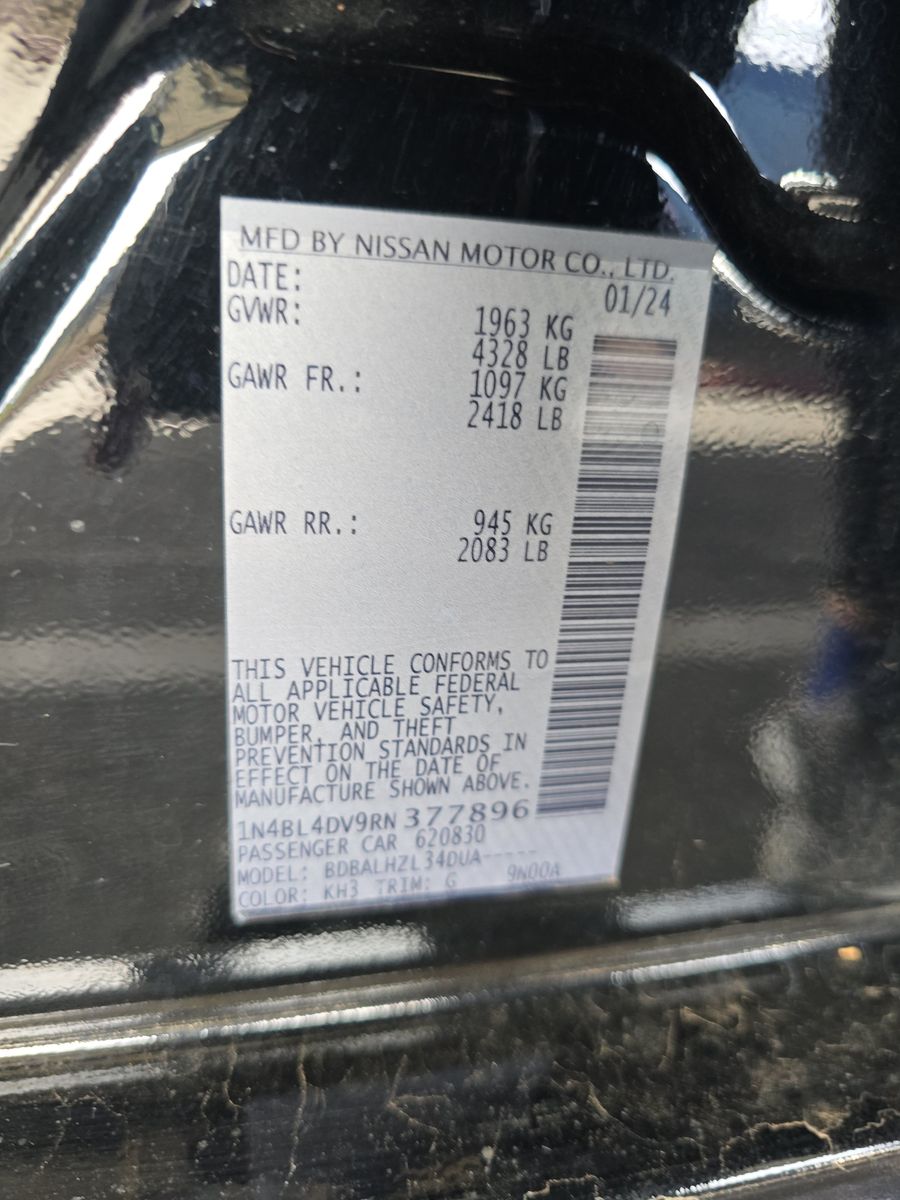 MFD BY NISSAN MOTOR CO., LTD.
DATE: 01/24
GVWR: 1963 KG
4328 LB
GAWR FR.: 1097 KG
2418 LB
GAWR RR.: 945 KG
2083 LB
THIS VEHICLE CONFORMS TO
ALL APPLICABLE FEDERAL
MOTOR VEHICLE SAFETY,
BUMPER, AND THEFT
PREVENTION STANDARDS IN
EFFECT ON THE DATE OF
MANUFACTURE SHOWN ABOVE.
1N4BL4DV9RN 377896
PASSENGER CAR 620830
MODEL: BDBALHZL34DUA-----
COLOR: KH3 TRIM: G 9N00A